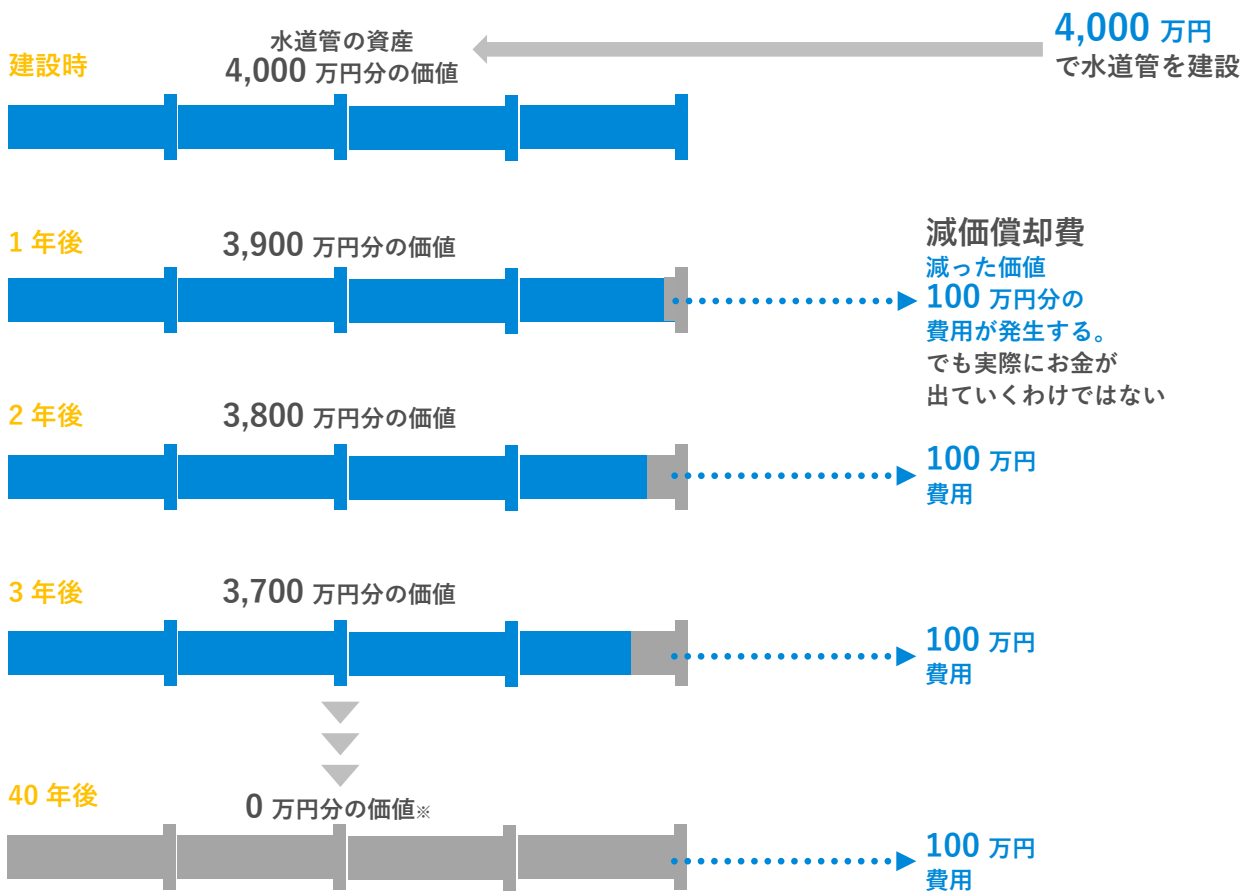 建設時
水道管の資産
4,000 万円分の価値
4,000 万円
で水道管を建設
1 年後
3,900 万円分の価値
減価償却費
減った価値
100 万円分の
費用が発生する。
でも実際にお金が
出ていくわけではない
2 年後
3,800 万円分の価値
100 万円
費用
3 年後
3,700 万円分の価値
100 万円
費用
40 年後
0 万円分の価値※
100 万円
費用